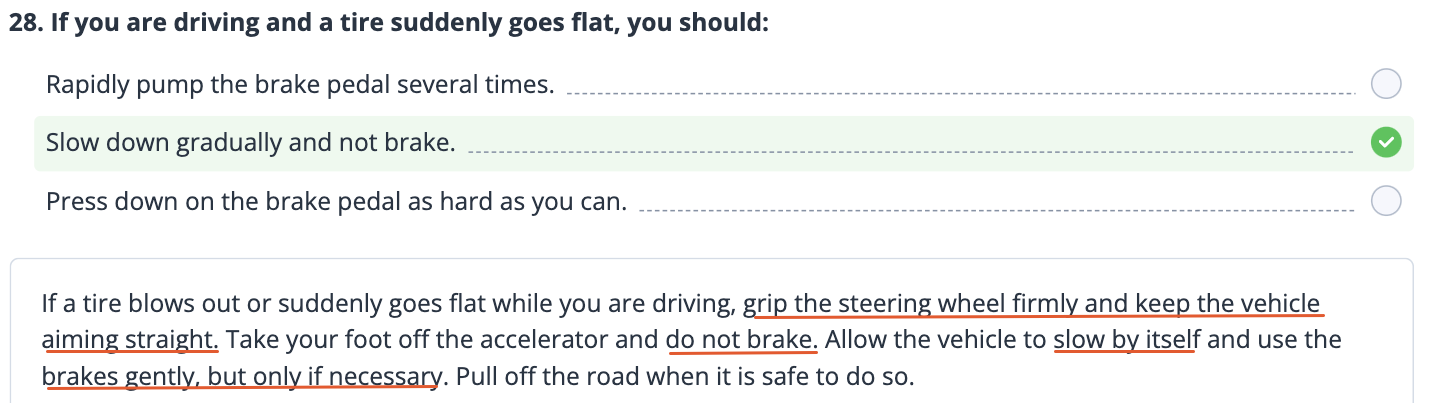 28. If you are driving and a tire suddenly goes flat, you should:
Rapidly pump the brake pedal several times.
Slow down gradually and not brake.
Press down on the brake pedal as hard as you can.
If a tire blows out or suddenly goes flat while you are driving, grip the steering wheel firmly and keep the vehicle
aiming straight. Take your foot off the accelerator and do not brake. Allow the vehicle to slow by itself and use the
brakes gently, but only if necessary. Pull off the road when it is safe to do so.